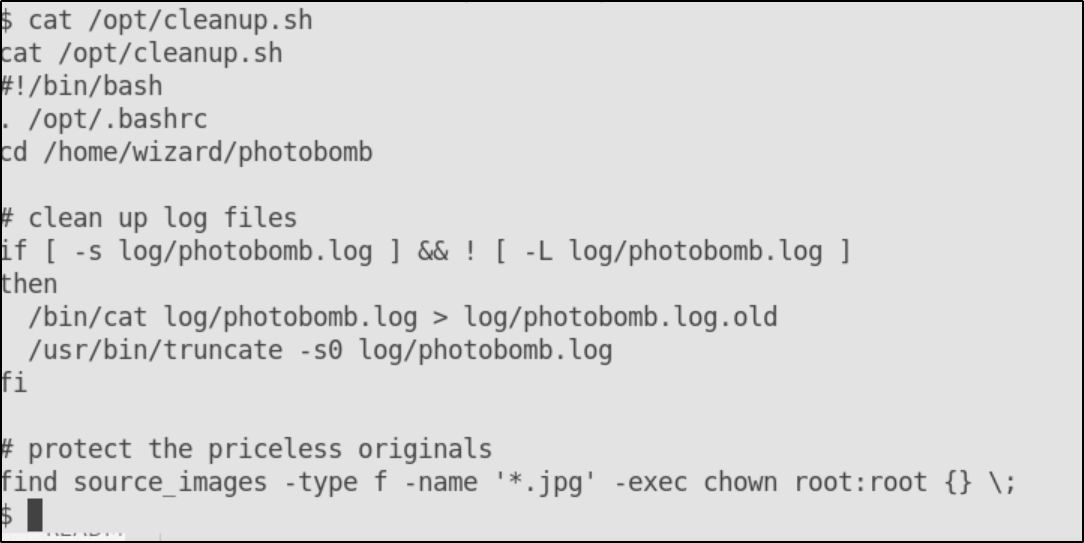 $ cat /opt/cleanup.sh
cat /opt/cleanup.sh
#!/bin/bash
. /opt/.bashrc
cd /home/wizard/photobomb
# clean up log files
if [ -s log/photobomb.log ] && ! [ -L log/photobomb.log ]
then
  /bin/cat log/photobomb.log > log/photobomb.log.old
  /usr/bin/truncate -s0 log/photobomb.log
fi
# protect the priceless originals
find source_images -type f -name '*.jpg' -exec chown root:root {} \;
$